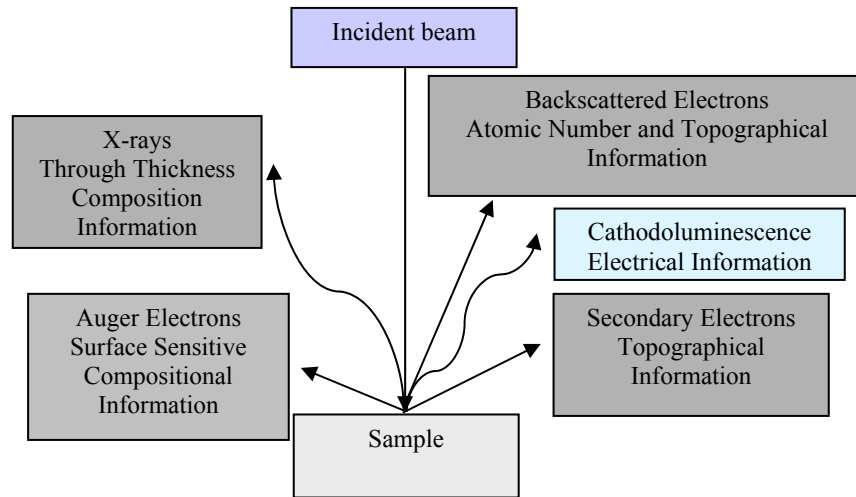 Incident beam
Backscattered Electrons
Atomic Number and Topographical
Information
X-rays
Through Thickness
Composition
Information
Cathodoluminescence
Electrical Information
Auger Electrons
Surface Sensitive
Compositional
Information
Secondary Electrons
Topographical
Information
Sample